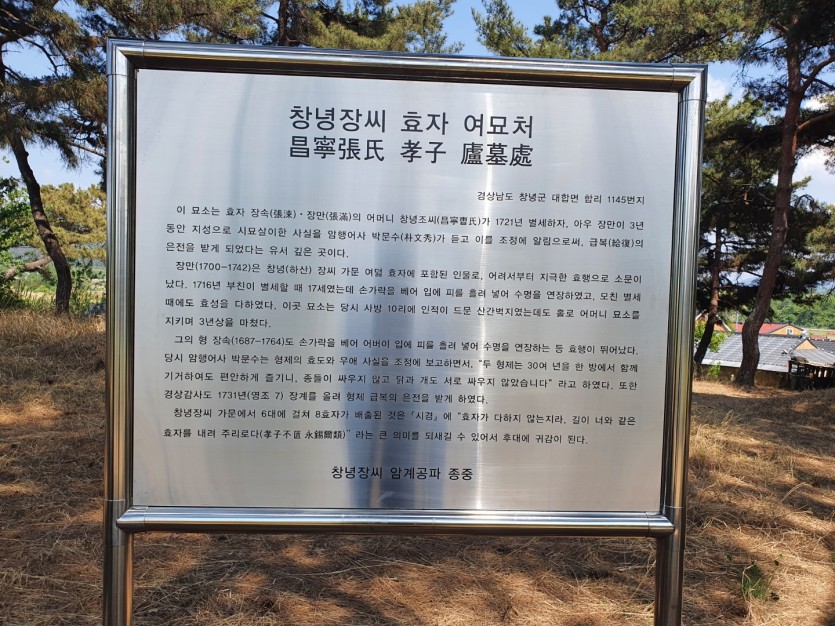 창녕장씨 효자 여묘처
昌寧張氏 孝子 廬墓處
경상남도 창녕군 대합면 합리 1145번지
이 묘소는 효자 장속(張涑)·장만(張滿)의 어머니 창녕조씨(昌寧曺氏)가 1721년 별세하자, 아우 장만이 3년
동안 지성으로 시묘살이한 사실을 암행어사 박문수(朴文秀)가 듣고 이를 조정에 알림으로써, 급복(給復)의
은전을 받게 되었다는 유서 깊은 곳이다.
장만(1700-1742)은 창녕(하산) 장씨 가문 여덟 효자에 포함된 인물로, 어려서부터 지극한 효행으로 소문이
났다. 1716년 부친이 별세할 때 17세였는데 손가락을 베어 입에 피를 흘려 넣어 수명을 연장하였고, 모친 별세
때에도 효성을 다하였다. 이곳 묘소는 당시 사방 10리에 인적이 드문 산간벽지였는데도 홀로 어머니 묘소를
지키며 3년상을 마쳤다.
그의 형 장속(1687-1764)도 손가락을 베어 어버이 입에 피를 흘려 넣어 수명을 연장하는 등 효행이 뛰어났다.
당시 암행어사 박문수는 형제의 효도와 우애 사실을 조정에 보고하면서, "두 형제는 30여 년을 한 방에서 함께
기거하여도 편안하게 즐기니, 종들이 싸우지 않고 닭과 개도 서로 싸우지 않았습니다" 라고 하였다. 또한
경상감사도 1731년(영조 7) 장계를 올려 형제 급복의 은전을 받게 하였다.
창녕장씨 가문에서 6대에 걸쳐 8효자가 배출된 것은 「시경」에 "효자가 다하지 않는지라, 길이 너와 같은
효자를 내려 주리로다(孝子不匱 永錫爾類)" 라는 큰 의미를 되새길 수 있어서 후대에 귀감이 된다.
창녕장씨 암계공파 종중